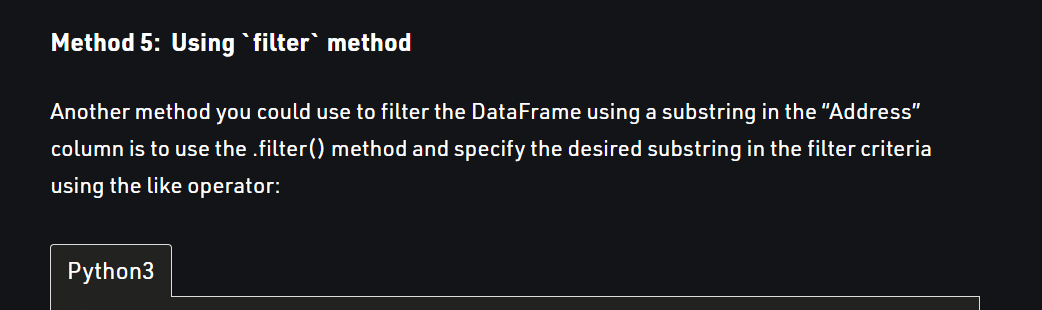 Method 5:  Using `filter` method
Another method you could use to filter the DataFrame using a substring in the “Address”
column is to use the .filter() method and specify the desired substring in the filter criteria
using the like operator:
Python3